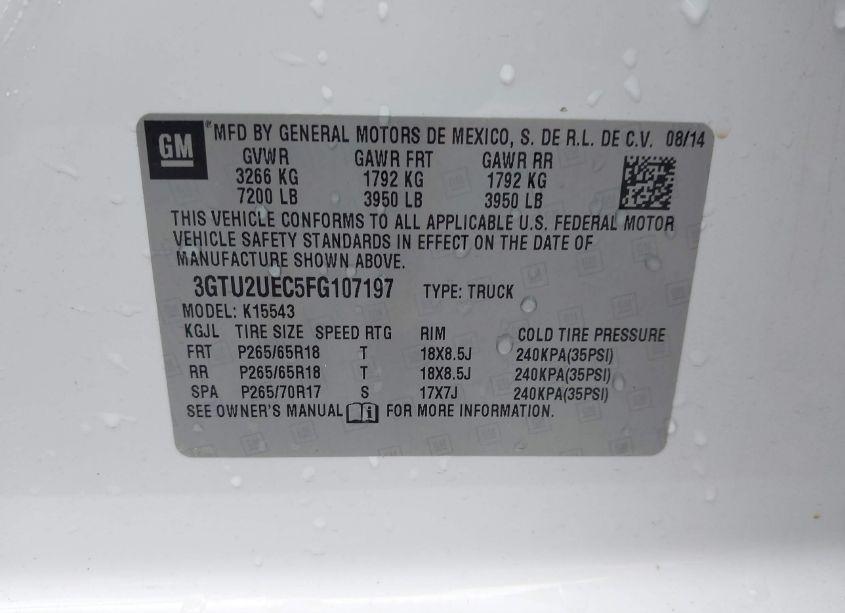 GM
MFD BY GENERAL MOTORS DE MEXICO, S. DE R.L. DE C.V. 08/14
GVWR GAWR FRT GAWR RR
3266 KG 1792 KG 1792 KG
7200 LB 3950 LB 3950 LB
THIS VEHICLE CONFORMS TO ALL APPLICABLE U.S. FEDERAL MOTOR
VEHICLE SAFETY STANDARDS IN EFFECT ON THE DATE OF
MANUFACTURE SHOWN ABOVE.
3GTU2UEC5FG107197 TYPE: TRUCK
MODEL: K15543
KGJL TIRE SIZE SPEED RTG RIM COLD TIRE PRESSURE
FRT P265/65R18 T 18X8.5J 240KPA(35PSI)
RR P265/65R18 T 18X8.5J 240KPA(35PSI)
SPA P265/70R17 S 17X7J 240KPA(35PSI)
SEE OWNER'S MANUAL i FOR MORE INFORMATION.